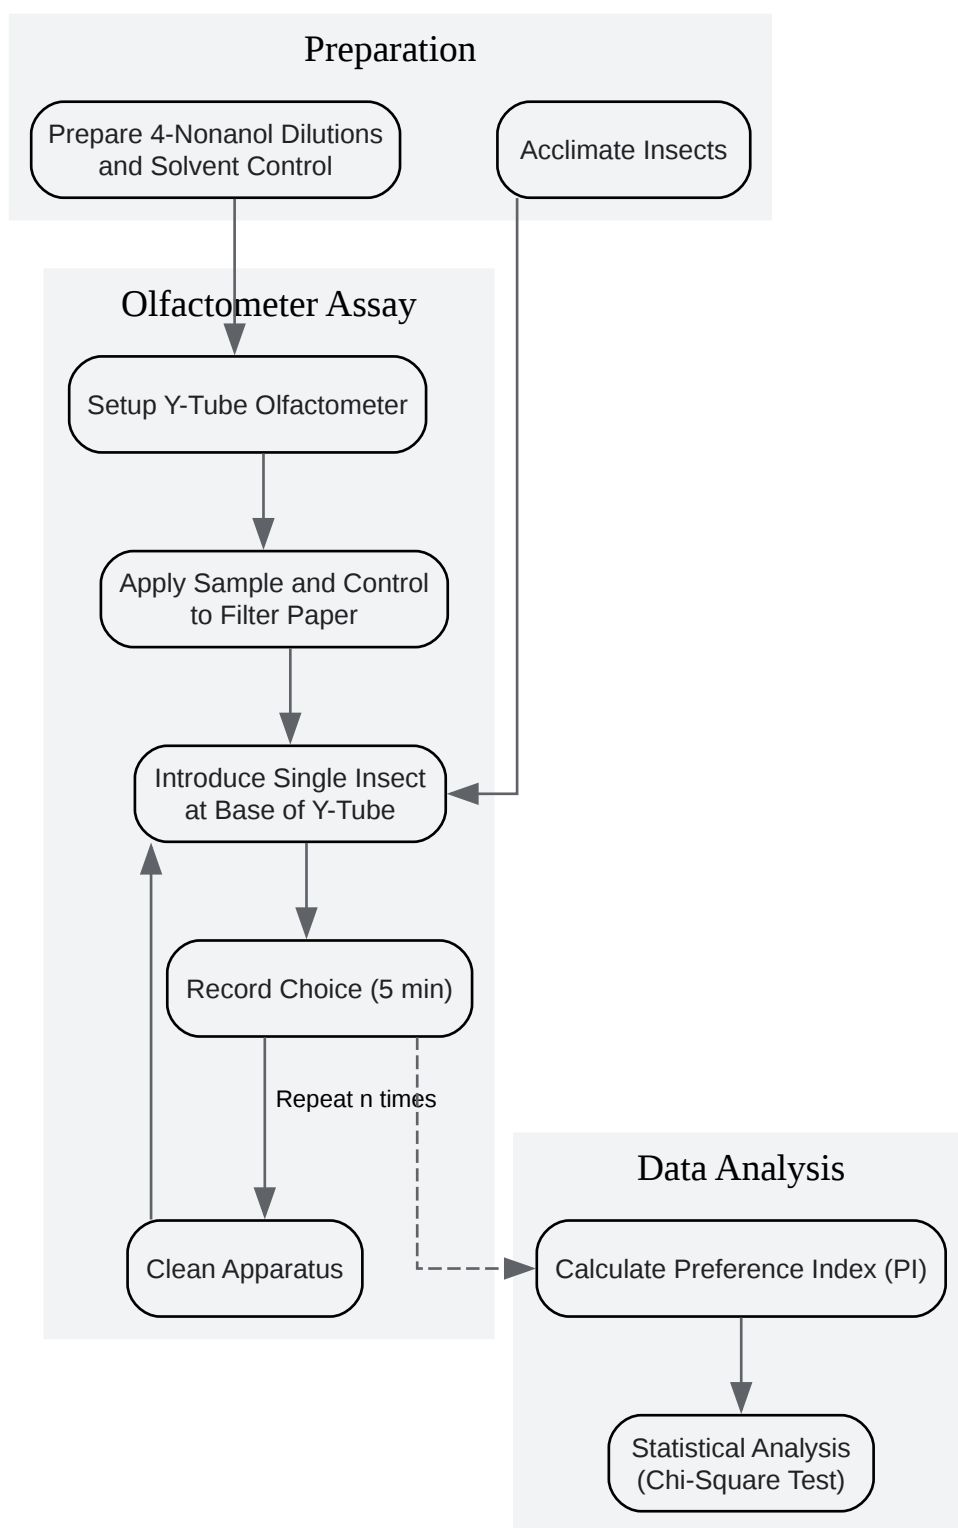 Preparation
Prepare 4-Nonanol Dilutions
and Solvent Control
Acclimate Insects
Olfactometer Assay
Setup Y-Tube Olfactometer
Apply Sample and Control
to Filter Paper
Introduce Single Insect
at Base of Y-Tube
Record Choice (5 min)
Repeat n times
Clean Apparatus
Data Analysis
Calculate Preference Index (PI)
Statistical Analysis
(Chi-Square Test)